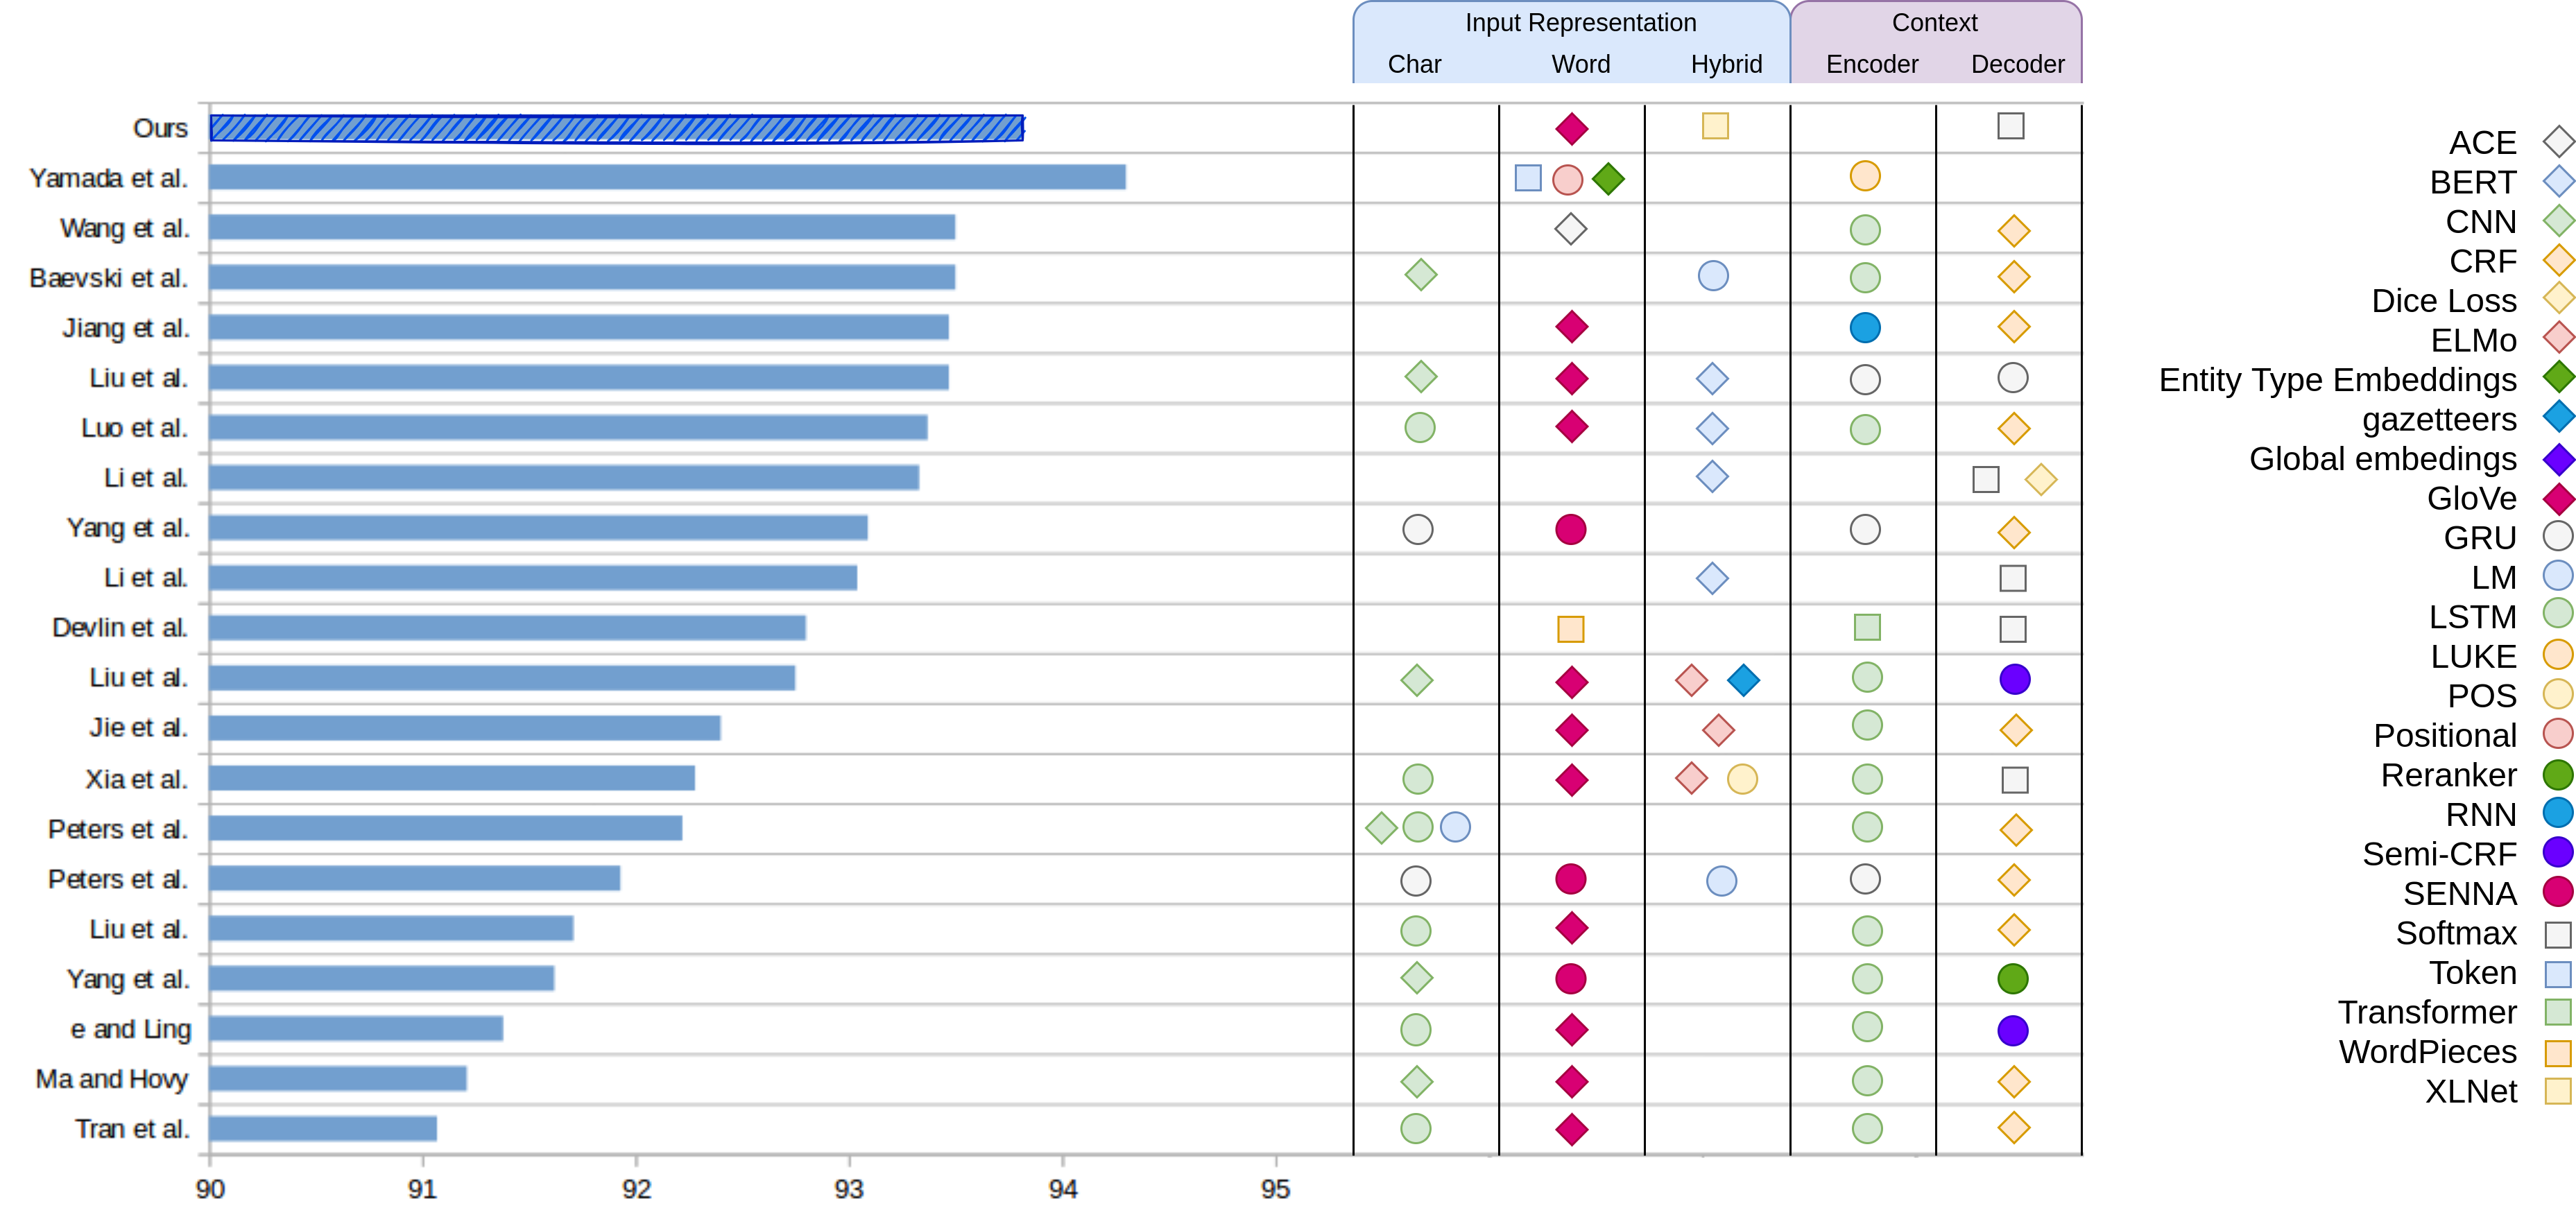 Input Representation Context
Char Word Hybrid Encoder Decoder
Ours
Yamada et al.
Wang et al.
Baevski et al.
Jiang et al.
Liu et al.
Luo et al.
Li et al.
Yang et al.
Li et al.
Devlin et al.
Liu et al.
Jie et al.
Xia et al.
Peters et al.
Peters et al.
Liu et al.
Yang et al.
e and Ling
Ma and Hovy
Tran et al.
90 91 92 93 94 95
ACE
BERT
CNN
CRF
Dice Loss
ELMo
Entity Type Embeddings
gazetteers
Global embedings
GloVe
GRU
LM
LSTM
LUKE
POS
Positional
Reranker
RNN
Semi-CRF
SENNA
Softmax
Token
Transformer
WordPieces
XLNet